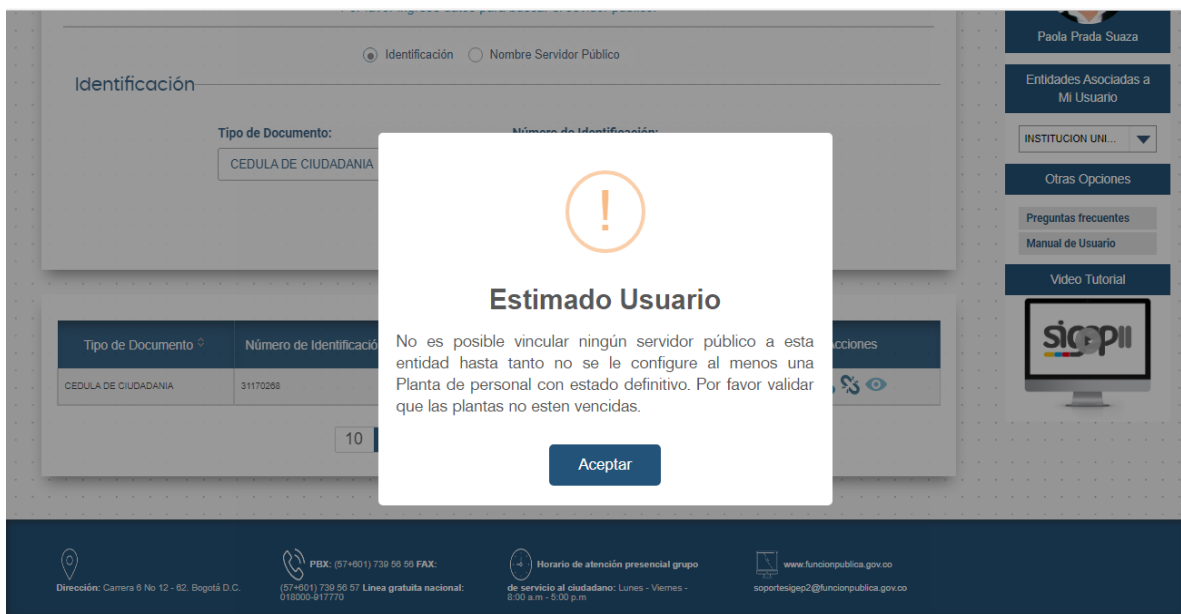 Identificación
Nombre Servidor Público
Paola Prada Suaza
Identificación
Entidades Asociadas a
Mi Usuario
Tipo de Documento:
Número de Identificación:
CEDULA DE CIUDADANIA
INSTITUCION UNI...
Otras Opciones
Preguntas frecuentes
Manual de Usuario
Video Tutorial
!
Estimado Usuario
No es posible vincular ningún servidor público a esta
entidad hasta tanto no se le configure al menos una
Planta de personal con estado definitivo. Por favor validar
que las plantas no esten vencidas.
Aceptar
Tipo de Documento
Número de Identificació
cciones
CEDULA DE CIUDADANIA
31170268
10
PBX: (57+601) 739 56 56 FAX:
(57+601) 739 56 57 Linea gratuita nacional:
018000-917770
Dirección: Carrera 6 No 12 - 62. Bogotá D.C.
Horario de atención presencial grupo
de servicio al ciudadano: Lunes - Viernes -
8:00 a.m - 5:00 p.m
www.funcionpublica.gov.co
soportesigep2@funcionpublica.gov.co